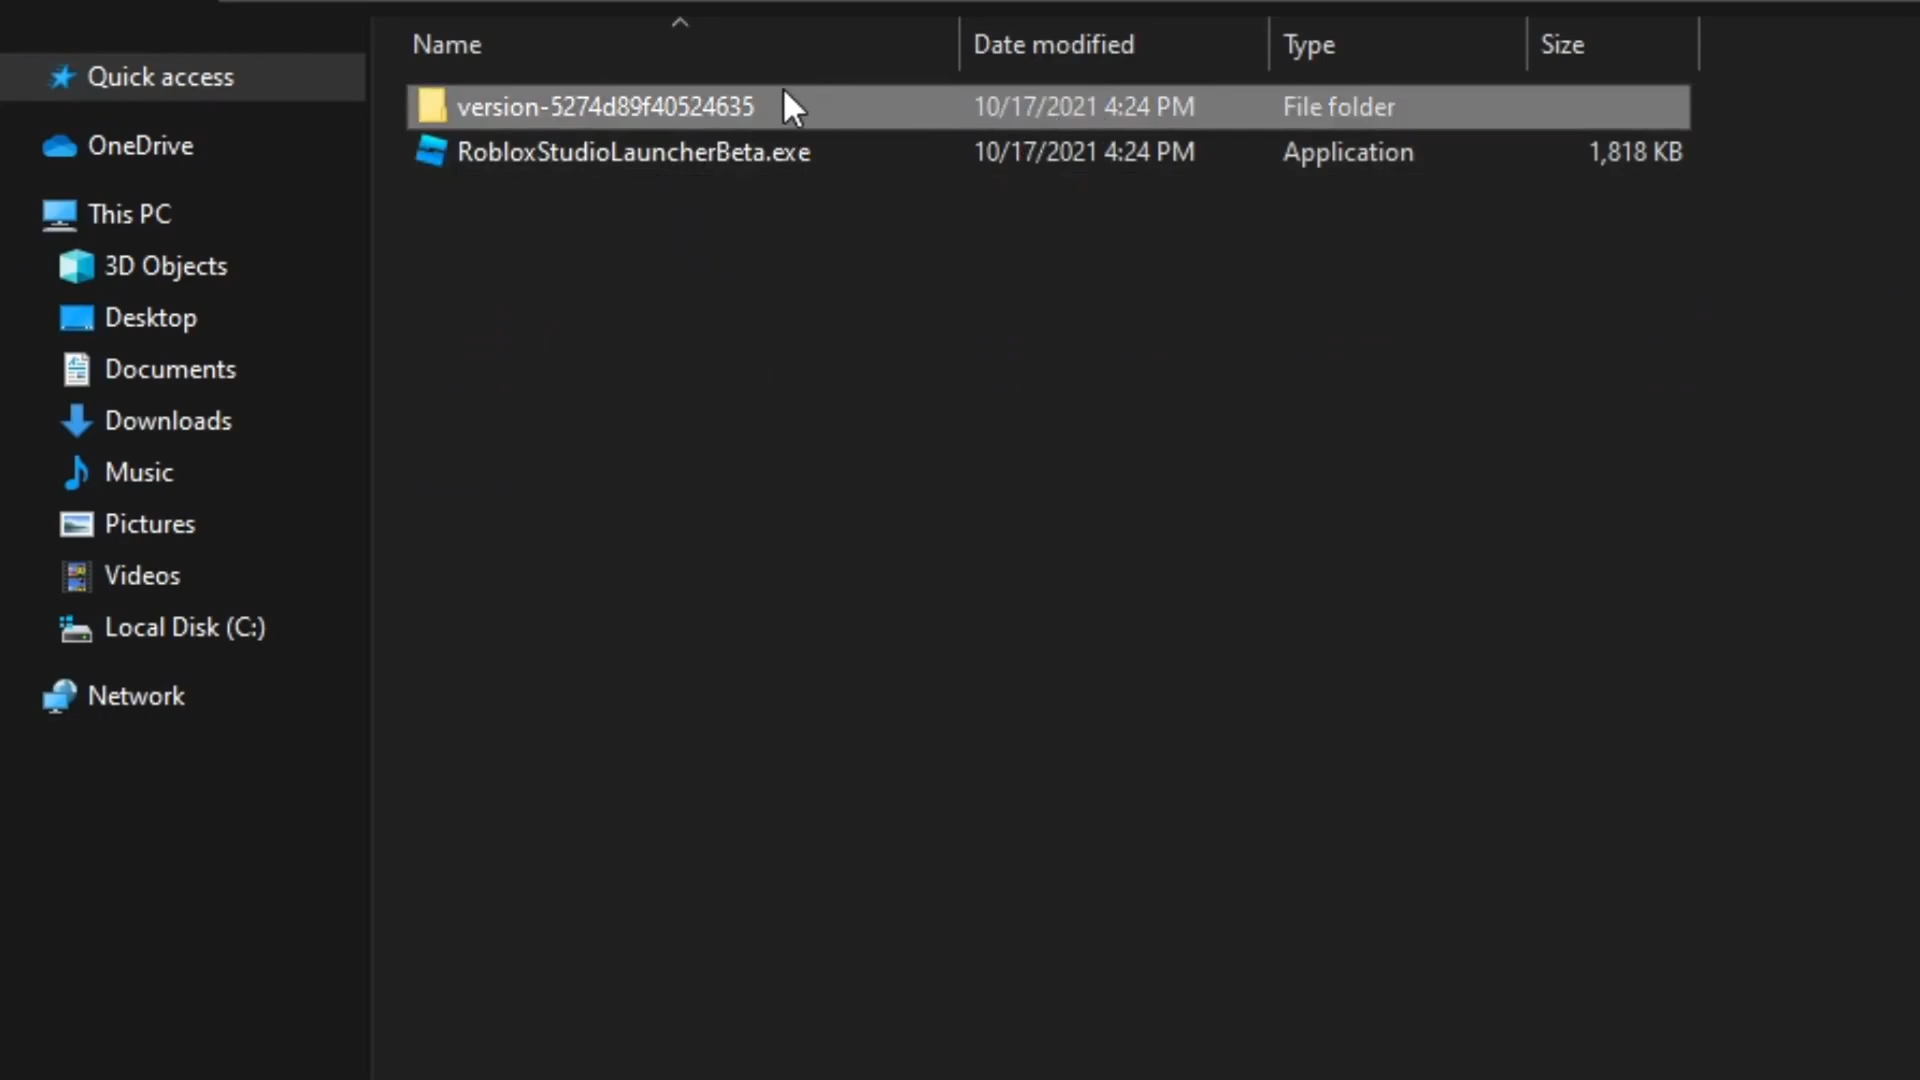 Name Date modified Type Size
Quick access
version-5274d89f40524635 10/17/2021 4:24 PM File folder
OneDrive
RobloxStudioLauncherBeta.exe 10/17/2021 4:24 PM Application 1,818 KB
This PC
3D Objects
Desktop
Documents
Downloads
Music
Pictures
Videos
Local Disk (C:)
Network